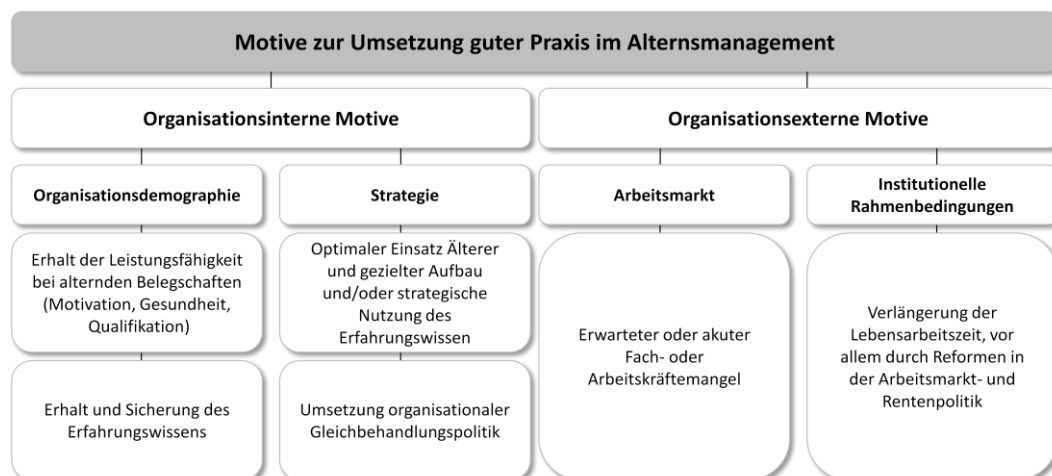 Motive zur Umsetzung guter Praxis im Alternsmanagement
Organisationsinterne Motive
Organisationsexterne Motive
Organisationsdemographie
Strategie
Arbeitsmarkt
Institutionelle
Rahmenbedingungen
Erhalt der Leistungsfähigkeit
bei alternden Belegschaften
(Motivation, Gesundheit,
Qualifikation)
Optimaler Einsatz Älterer
und gezielter Aufbau
und/oder strategische
Nutzung des
Erfahrungswissen
Erwarteter oder akuter
Fach- oder
Arbeitskräftemangel
Verlängerung der
Lebensarbeitszeit, vor
allem durch Reformen in
der Arbeitsmarkt- und
Rentenpolitik
Erhalt und Sicherung des
Erfahrungswissens
Umsetzung organisationaler
Gleichbehandlungspolitik